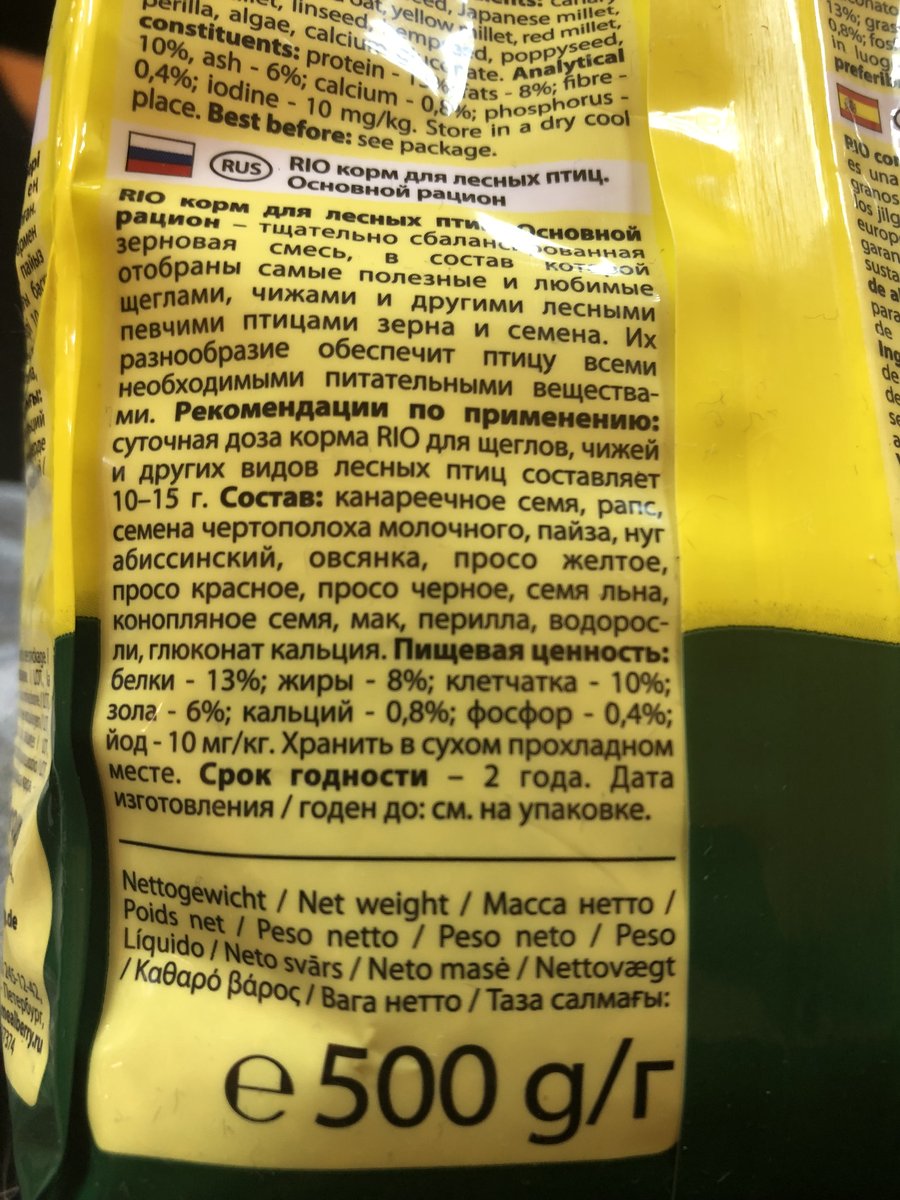 perilla, algae, calcium
constituents: protein - fats - 8%; fibre -
10%, ash - 6%; calcium - 0,8%; phosphorus -
0,4%; iodine - 10 mg/kg. Store in a dry cool
place. Best before: see package.
RUS RIO корм для лесных птиц.
Основной рацион
RIO корм для лесных Основной
рацион – тщательно
зерновая смесь, в состав которой
отобраны самые полезные и любимые
щеглами, чижами и другими лесными
певчими птицами зерна и семена. Их
разнообразие обеспечит птицу всеми
необходимыми питательными вещества-
ми. Рекомендации по применению:
суточная доза корма RIO для щеглов, чижей
и других видов лесных птиц составляет
10–15 г. Состав: канареечное семя, рапс,
семена чертополоха молочного, пайза, нуг
абиссинский, овсянка, просо желтое,
просо красное, просо черное, семя льна,
конопляное семя, мак, перилла, водорос-
ли, глюконат кальция. Пищевая ценность:
белки - 13%; жиры - 8%; клетчатка - 10%;
зола - 6%; кальций - 0,8%; фосфор - 0,4%;
йод - 10 мг/кг. Хранить в сухом прохладном
месте. Срок годности – 2 года. Дата
изготовления / годен до: см. на упаковке.
Nettogewicht / Net weight / Масса нетто /
Poids net / Peso netto / Peso neto / Peso
Líquido / Neto svārs / Neto masė / Nettovægt
/ Καθαρό βάρος / Вага нетто / Таза салмағы:
e 500 g/г